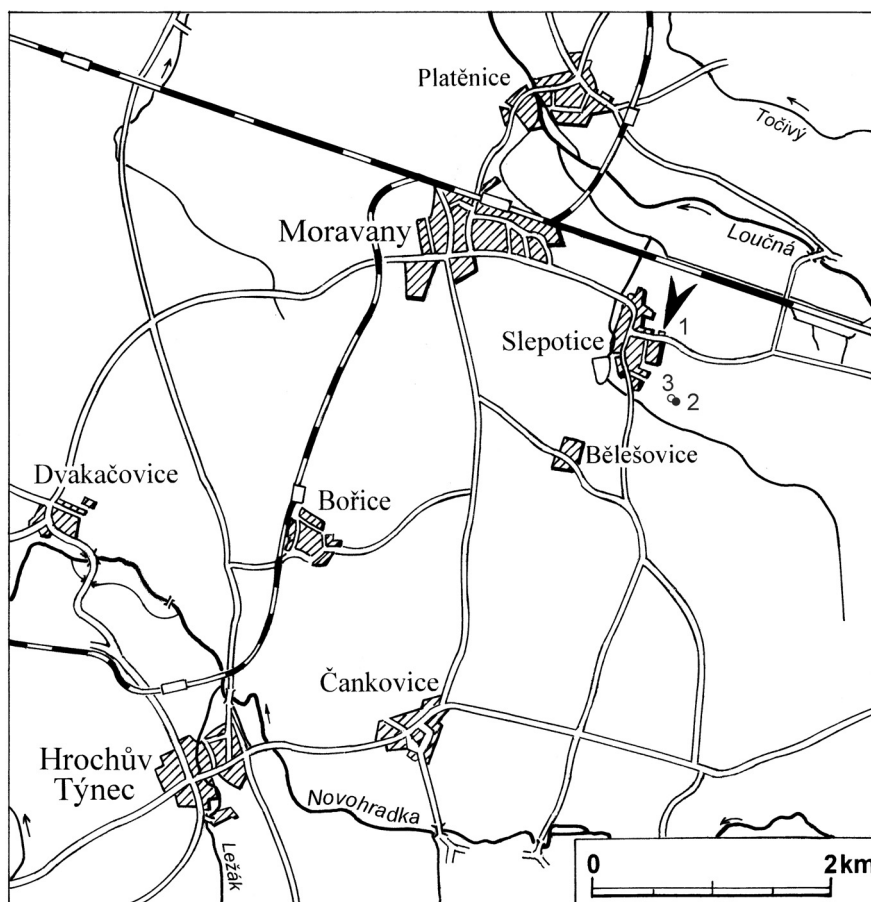 Platěnice
Točivý
Loučná
Moravany
1
Slepotice
3
2
Bělešovice
Dvakačovice
Bořice
Čankovice
Hrochův
Týnec
Novohradka
Ležák
0
2km